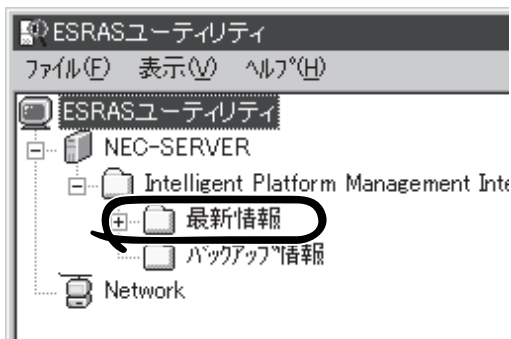 ESRASユーティリティ
ﾌｧｲﾙ(F) 表示(V) ﾍﾙﾌﾟ(H)
ESRASユーティリティ
NEC-SERVER
Intelligent Platform Management Inte
最新情報
ﾊﾞｯｸｱｯﾌﾟ情報
Network